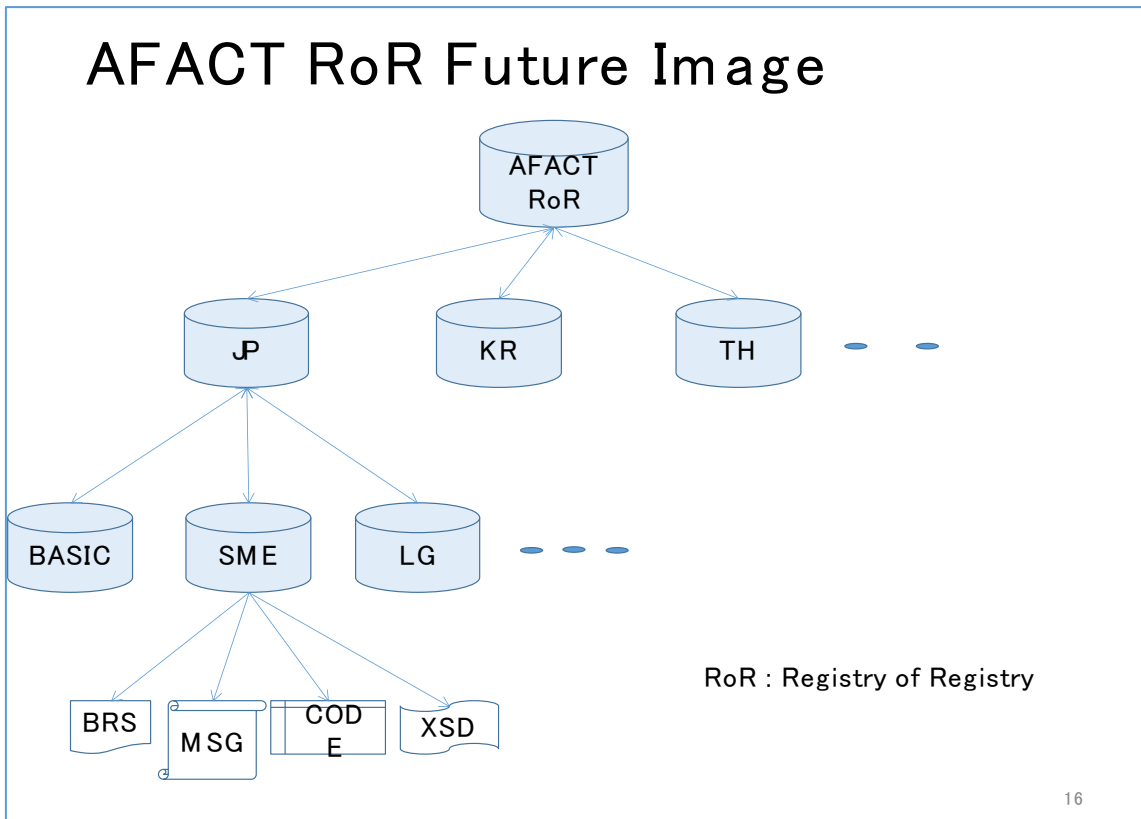 AFACT RoR Future Image
AFACT
RoR
JP
KR
TH
BASIC
SME
LG
RoR : Registry of Registry
BRS
MSG
COD
E
XSD
16